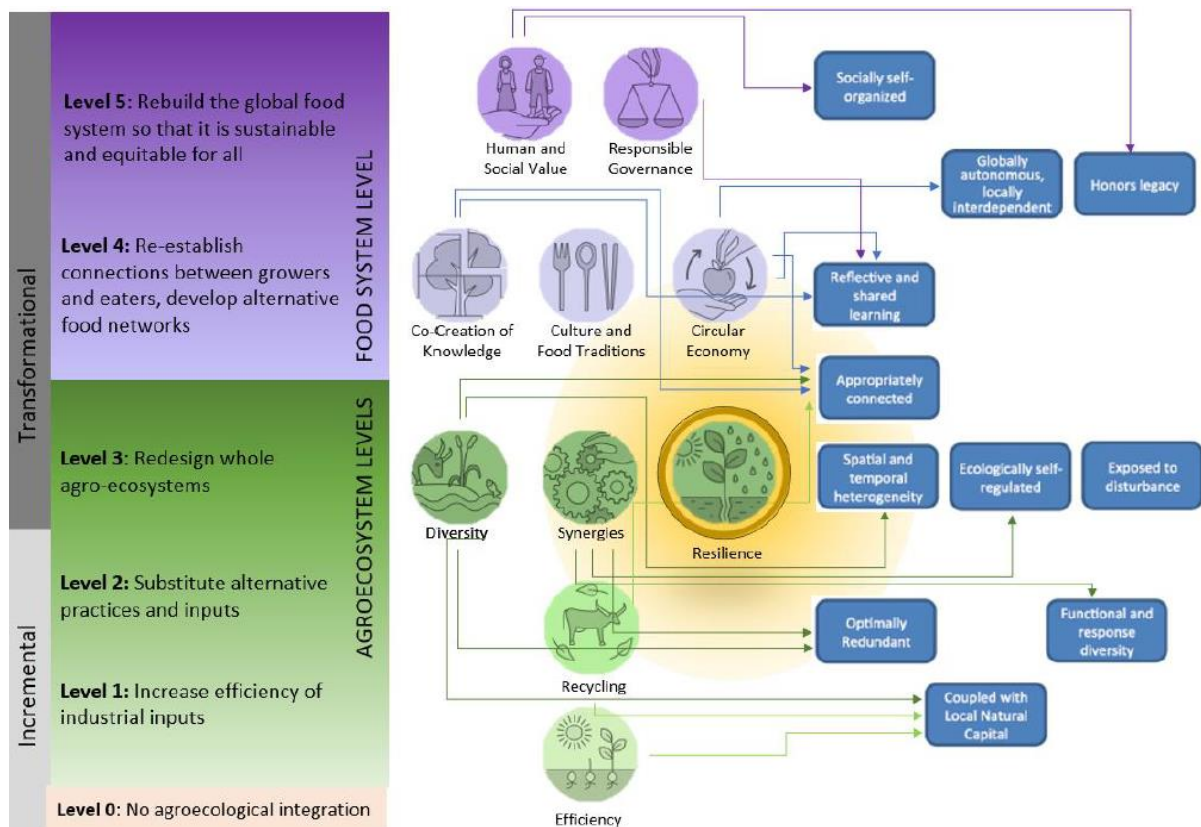 Transformational
Incremental
FOOD SYSTEM LEVEL
AGROECOSYSTEM LEVELS
Level 5: Rebuild the global food
system so that it is sustainable
and equitable for all
Level 4: Re-establish
connections between growers
and eaters, develop alternative
food networks
Level 3: Redesign whole
agro-ecosystems
Level 2: Substitute alternative
practices and inputs
Level 1: Increase efficiency of
industrial inputs
Level 0: No agroecological integration
Human and
Social Value
Responsible
Governance
Co-Creation of
Knowledge
Culture and
Food Traditions
Circular
Economy
Diversity
Synergies
Resilience
Recycling
Efficiency
Socially self-
organized
Globally
autonomous,
locally
interdependent
Honors legacy
Reflective and
shared
learning
Appropriately
connected
Spatial and
temporal
heterogeneity
Ecologically self-
regulated
Exposed to
disturbance
Optimally
Redundant
Functional and
response
diversity
Coupled with
Local Natural
Capital